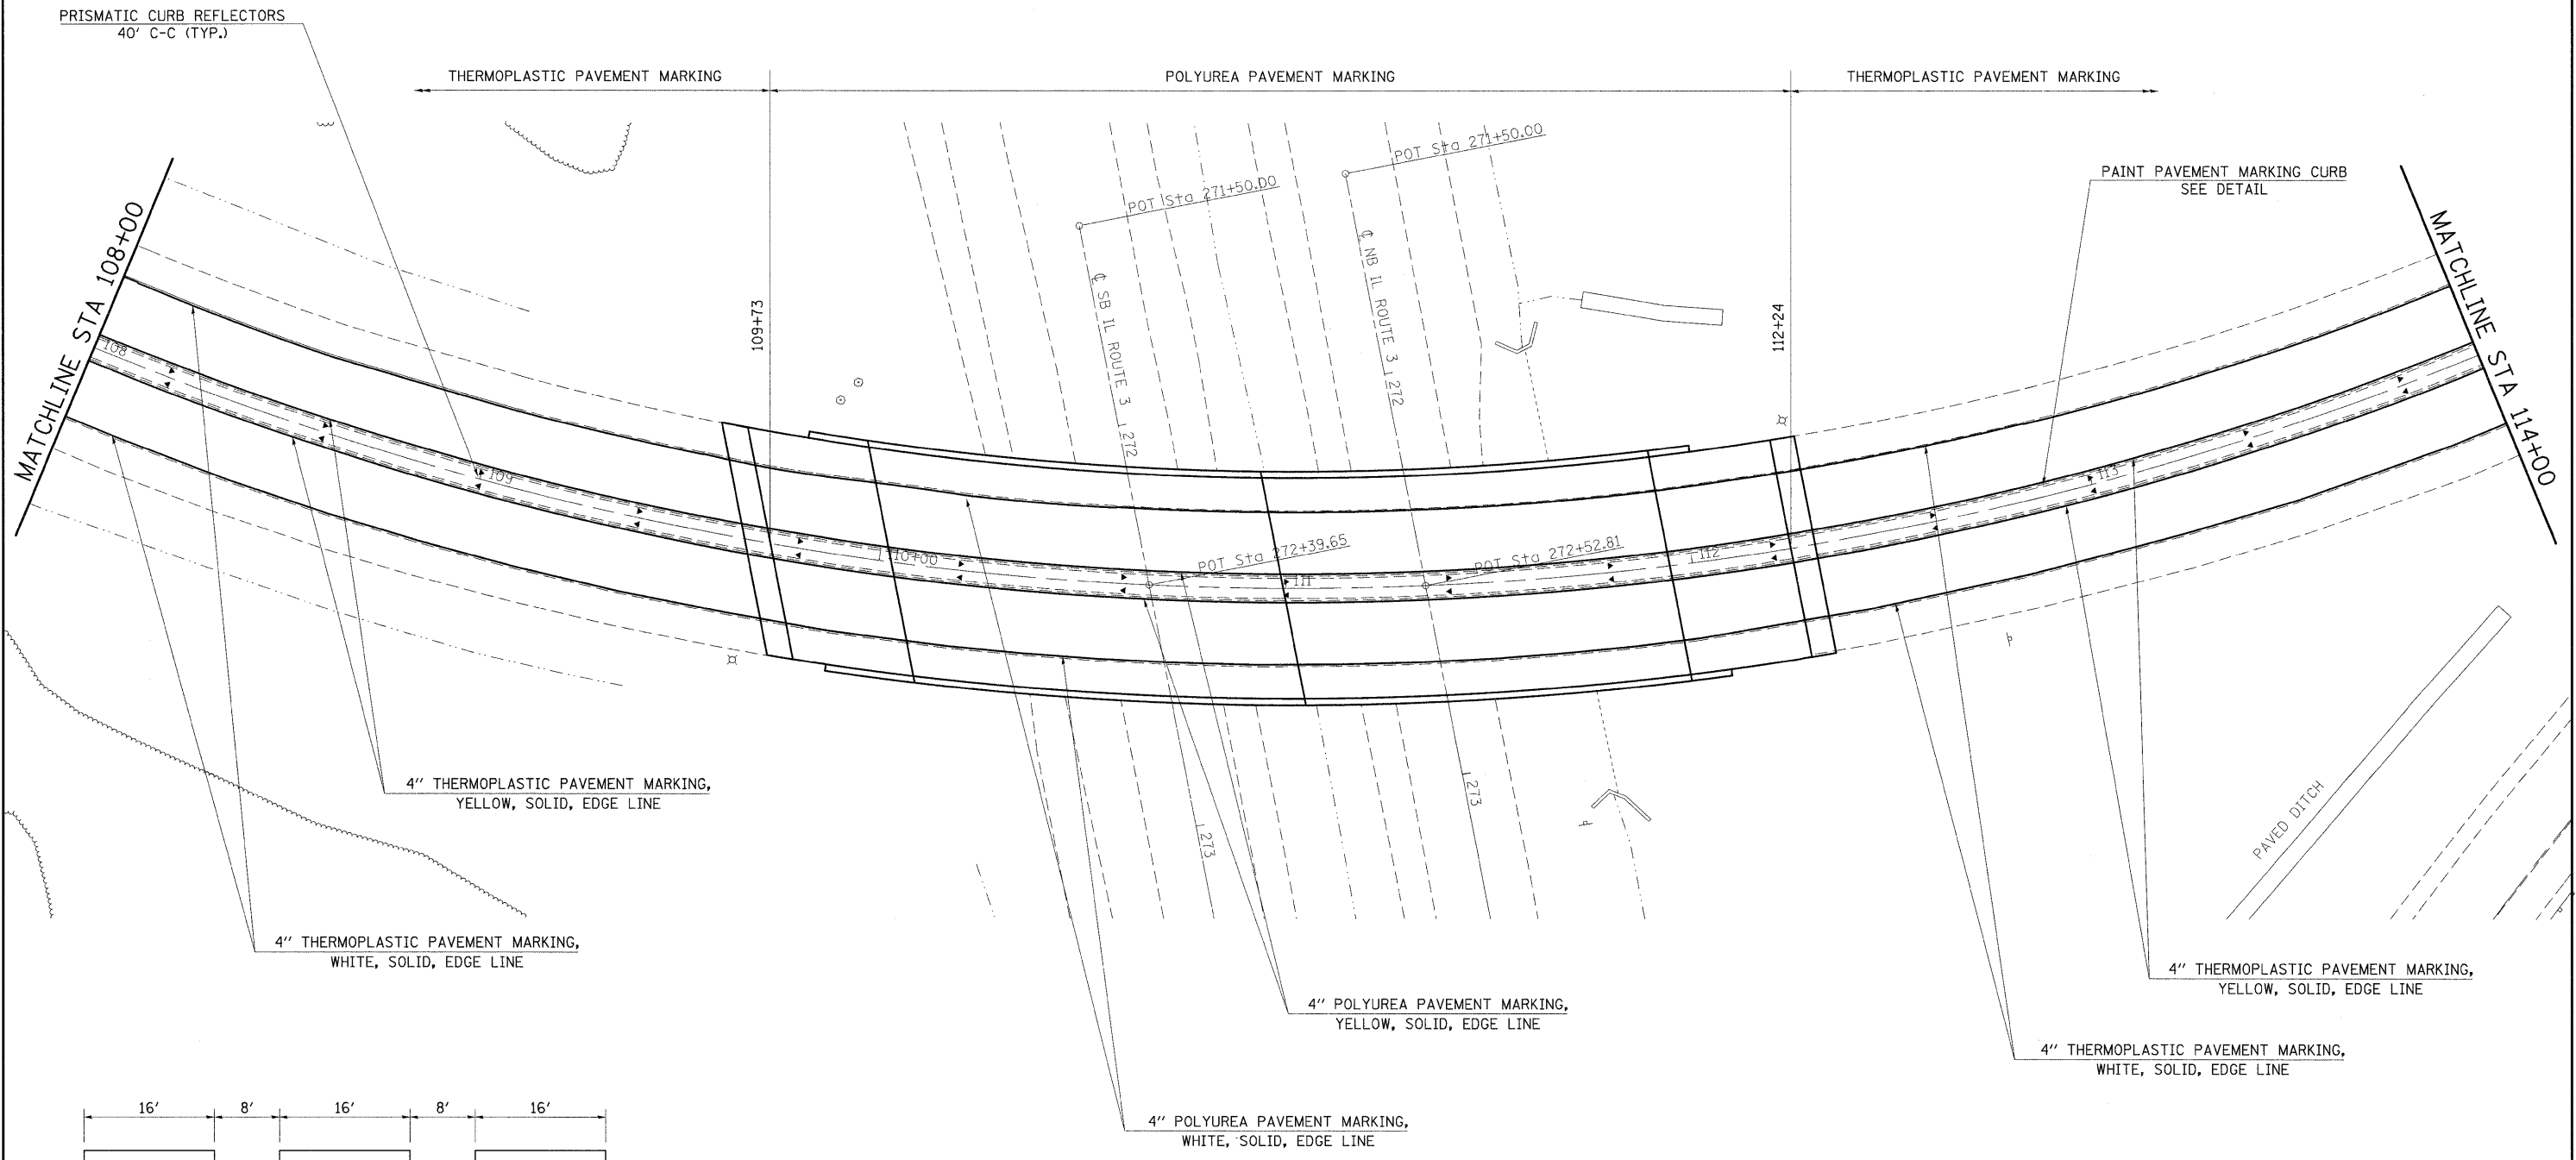 PRISMATIC CURB REFLECTORS
40' C-C (TYP.)
THERMOPLASTIC PAVEMENT MARKING
POLYUREA PAVEMENT MARKING
THERMOPLASTIC PAVEMENT MARKING
POT Sta 271+50.00
POT Sta 271+50.00
PAINT PAVEMENT MARKING CURB
SEE DETAIL
MATCHLINE STA 108+00
MATCHLINE STA 114+00
℄ SB IL ROUTE 3
272
℄ NB IL ROUTE 3
272
109+73
112+24
108
109
110+00
POT Sta 272+39.65
111
POT Sta 272+52.81
112
113
273
273
PAVED DITCH
4" THERMOPLASTIC PAVEMENT MARKING,
YELLOW, SOLID, EDGE LINE
4" THERMOPLASTIC PAVEMENT MARKING,
WHITE, SOLID, EDGE LINE
4" POLYUREA PAVEMENT MARKING,
YELLOW, SOLID, EDGE LINE
4" THERMOPLASTIC PAVEMENT MARKING,
YELLOW, SOLID, EDGE LINE
4" THERMOPLASTIC PAVEMENT MARKING,
WHITE, SOLID, EDGE LINE
4" POLYUREA PAVEMENT MARKING,
WHITE, SOLID, EDGE LINE
16' 8' 16' 8' 16'